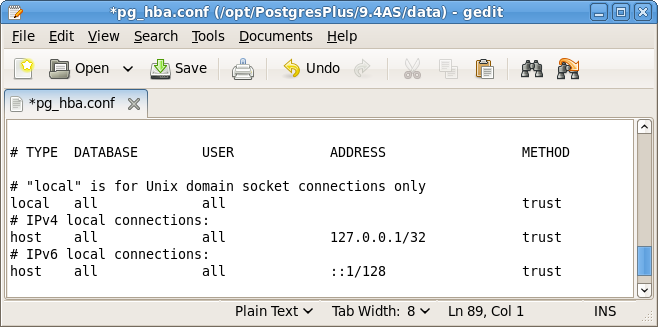 *pg_hba.conf (/opt/PostgresPlus/9.4AS/data) - gedit
File Edit View Search Tools Documents Help
Open Save Undo
*pg_hba.conf
# TYPE  DATABASE        USER            ADDRESS                 METHOD
# "local" is for Unix domain socket connections only
local   all             all                                     trust
# IPv4 local connections:
host    all             all             127.0.0.1/32            trust
# IPv6 local connections:
host    all             all             ::1/128                 trust
Plain Text Tab Width: 8 Ln 89, Col 1 INS